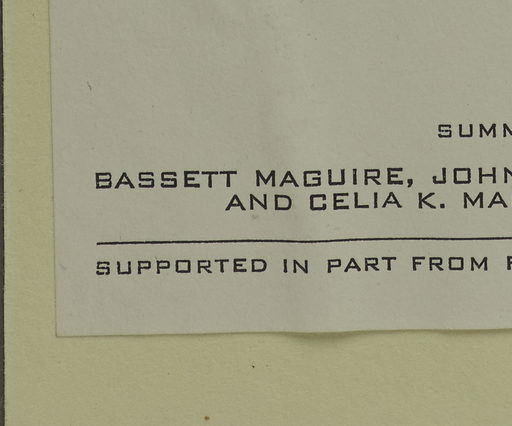 SUMM
BASSETT MAGUIRE, JOHN
AND CELIA K. MA
SUPPORTED IN PART FROM